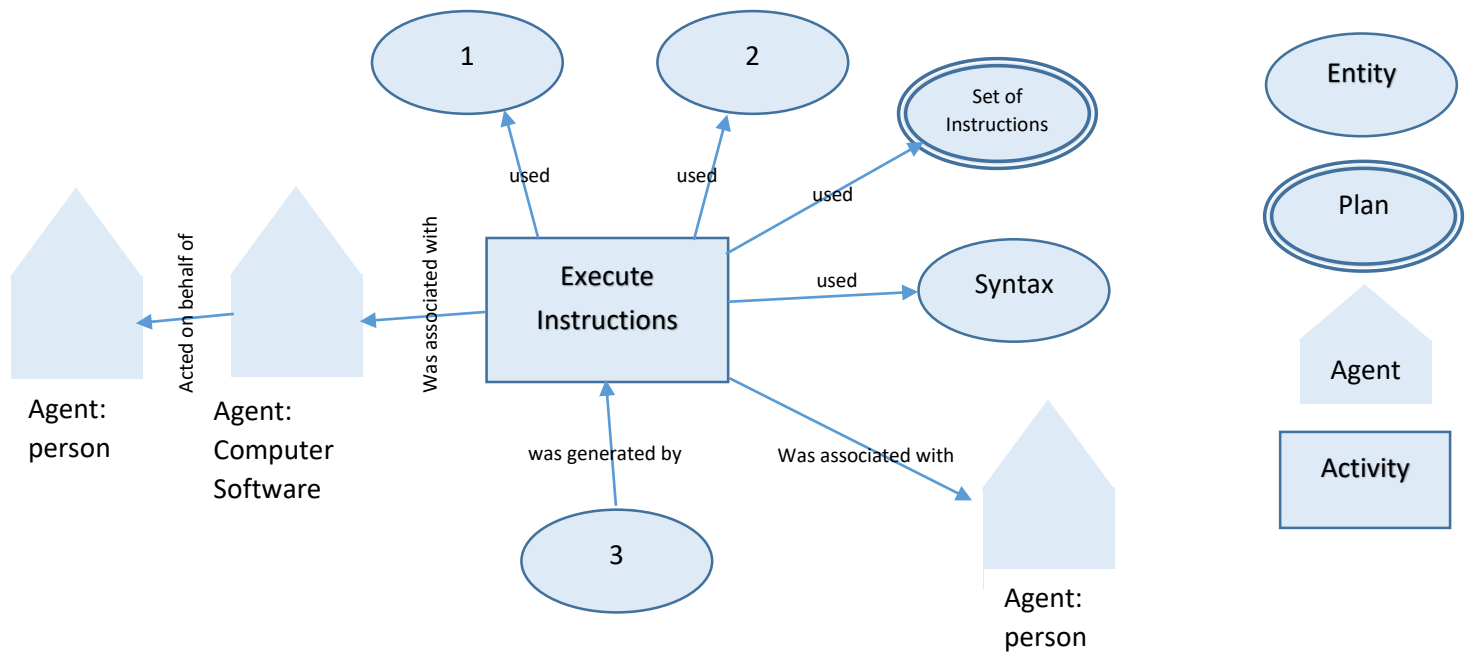 1
2
Set of
Instructions
used
used
used
Acted on behalf of
Was associated with
Execute
Instructions
used
Syntax
Agent:
person
Agent:
Computer
Software
was generated by
Was associated with
3
Agent:
person
Entity
Plan
Agent
Activity